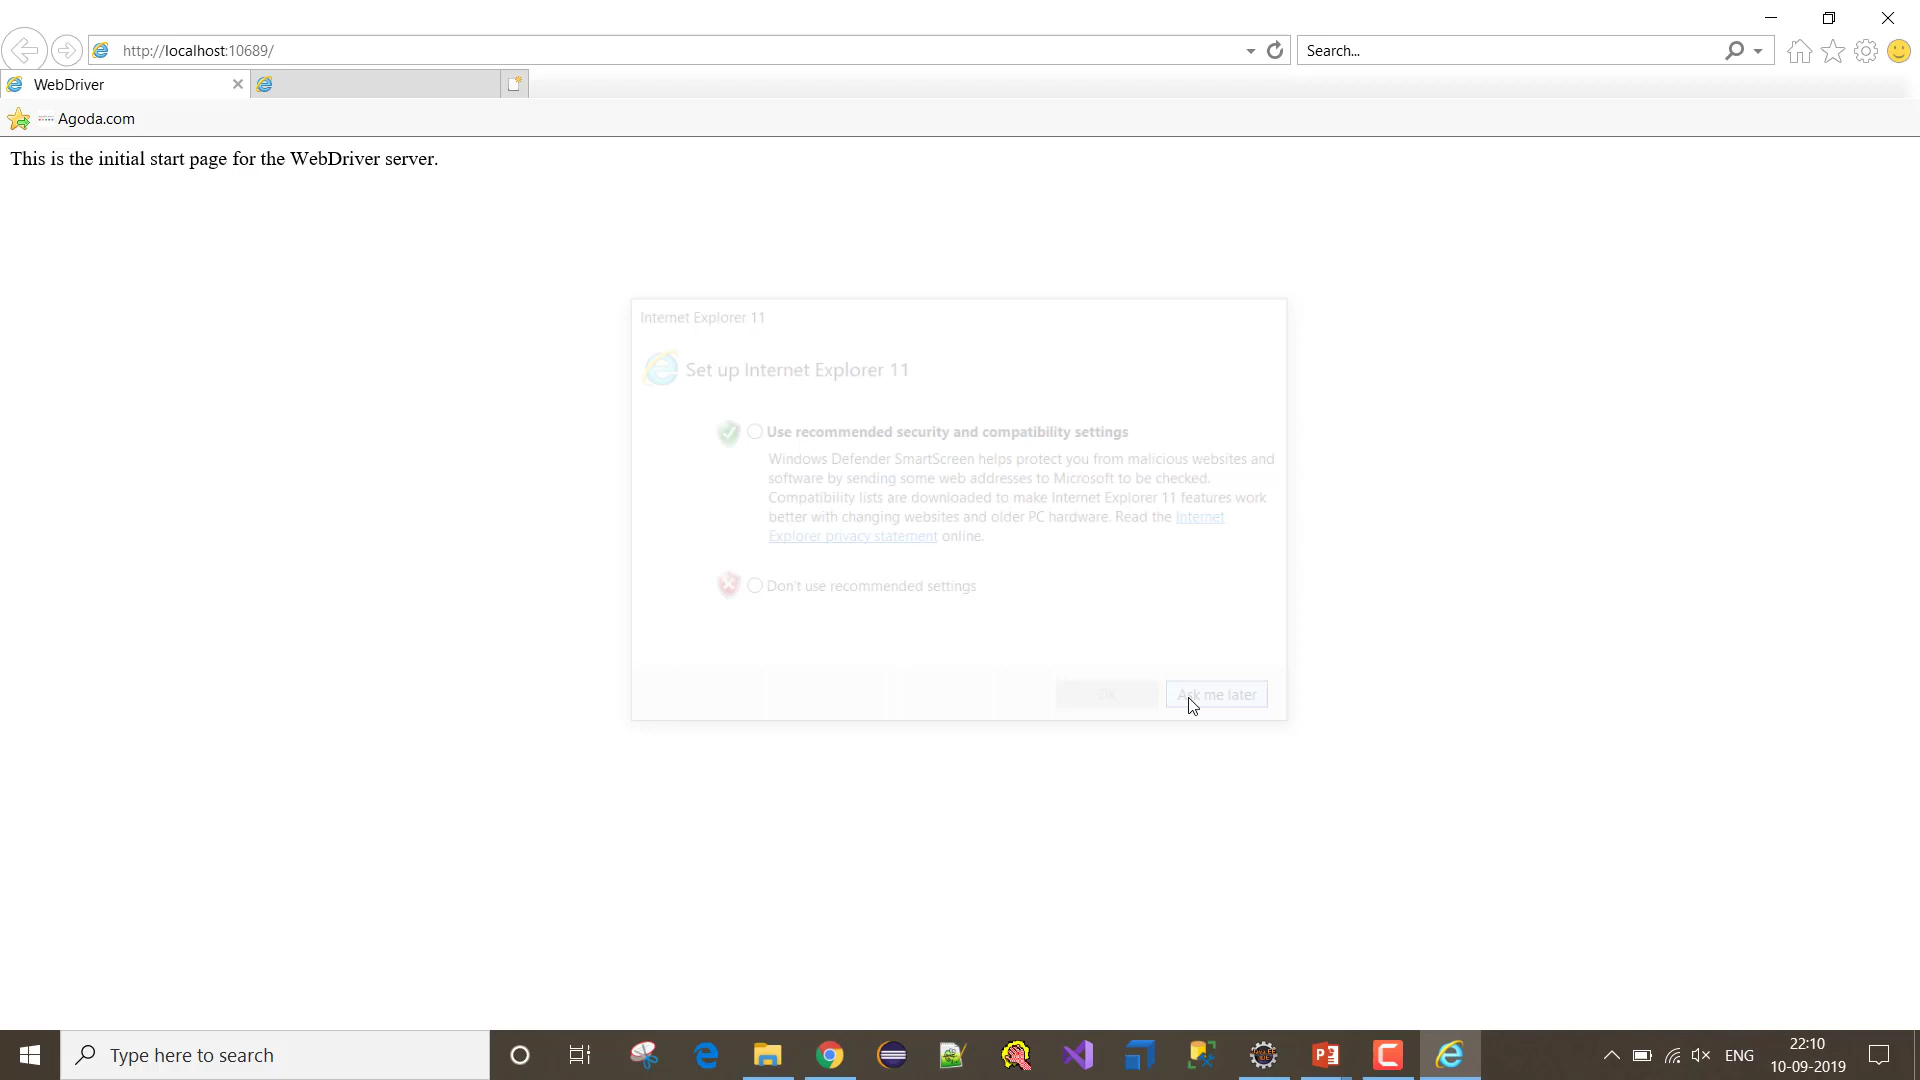 http://localhost:10689/
Search...
WebDriver
Agoda.com
This is the initial start page for the WebDriver server.
Internet Explorer 11
Set up Internet Explorer 11
Use recommended security and compatibility settings
Windows Defender SmartScreen helps protect you from malicious websites and
software by sending some web addresses to Microsoft to be checked.
Compatibility lists are downloaded to make Internet Explorer 11 features work
better with changing websites and older PC hardware. Read the Internet
Explorer privacy statement online.
Don't use recommended settings
OK
Ask me later
Type here to search
ENG
22:10
10-09-2019